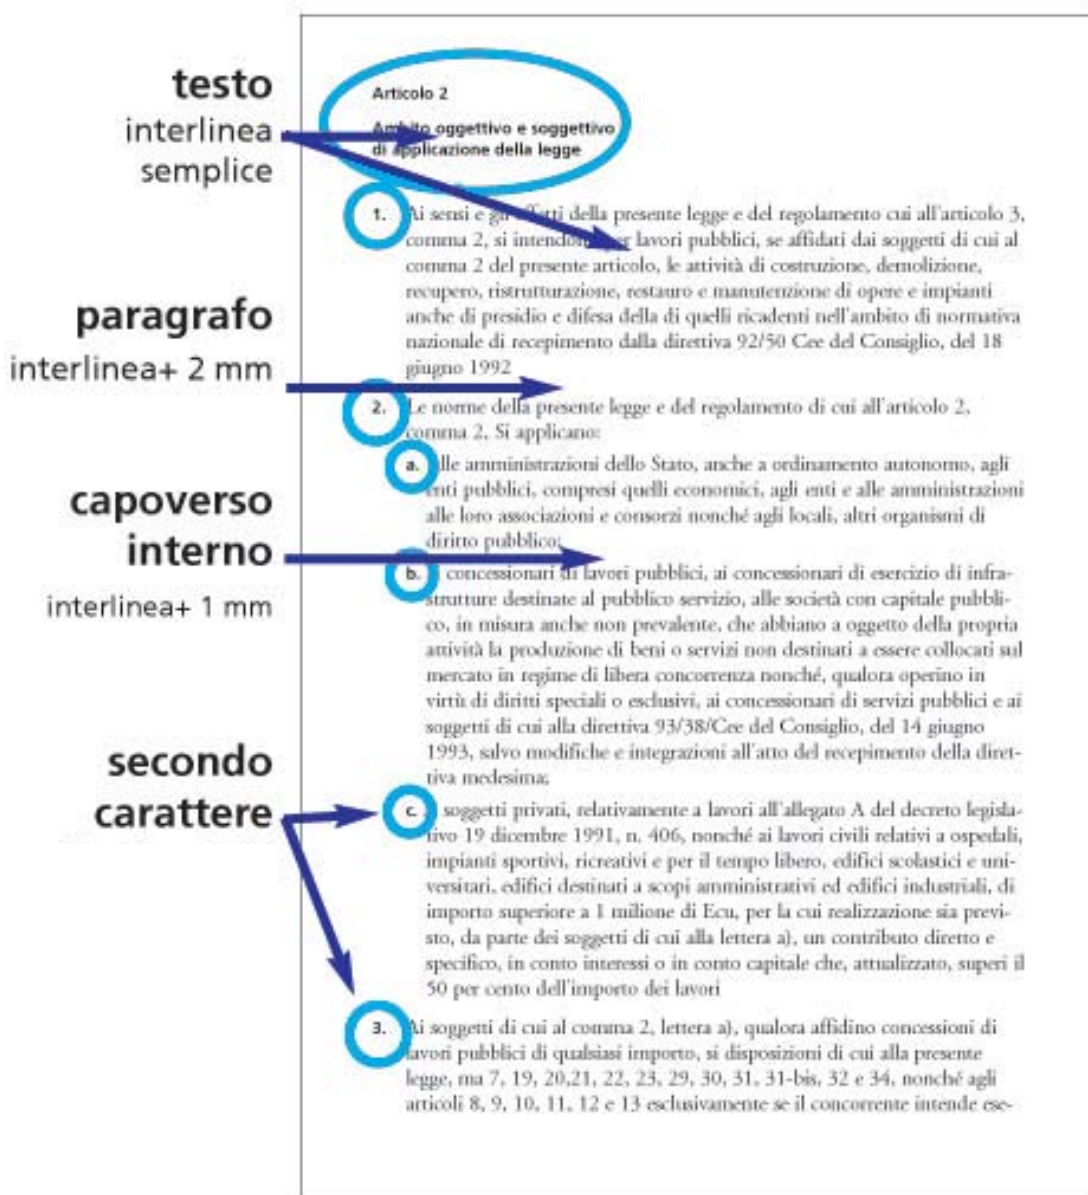 testo
interlinea
semplice
paragrafo
interlinea+ 2 mm
capoverso
interno
interlinea+ 1 mm
secondo
carattere
Articolo 2
Ambito oggettivo e soggettivo
di applicazione della legge
1. Ai sensi e gli effetti della presente legge e del regolamento cui all'articolo 3,
comma 2, si intendono per lavori pubblici, se affidati dai soggetti di cui al
comma 2 del presente articolo, le attività di costruzione, demolizione,
recupero, ristrutturazione, restauro e manutenzione di opere e impianti
anche di presidio e difesa della di quelli ricadenti nell'ambito di normativa
nazionale di recepimento dalla direttiva 92/50 Cee del Consiglio, del 18
giugno 1992
2. Le norme della presente legge e del regolamento di cui all'articolo 2,
comma 2, Si applicano:
a. alle amministrazioni dello Stato, anche a ordinamento autonomo, agli
enti pubblici, compresi quelli economici, agli enti e alle amministrazioni
alle loro associazioni e consorzi nonché agli locali, altri organismi di
diritto pubblico;
b. concessionari di lavori pubblici, ai concessionari di esercizio di infra-
strutture destinate al pubblico servizio, alle società con capitale pubbli-
co, in misura anche non prevalente, che abbiano a oggetto della propria
attività la produzione di beni o servizi non destinati a essere collocati sul
mercato in regime di libera concorrenza nonché, qualora operino in
virtù di diritti speciali o esclusivi, ai concessionari di servizi pubblici e ai
soggetti di cui alla direttiva 93/38/Cee del Consiglio, del 14 giugno
1993, salvo modifiche e integrazioni all'atto del recepimento della diret-
tiva medesima;
c. soggetti privati, relativamente a lavori all'allegato A del decreto legisla-
tivo 19 dicembre 1991, n. 406, nonché ai lavori civili relativi a ospedali,
impianti sportivi, ricreativi e per il tempo libero, edifici scolastici e uni-
versitari, edifici destinati a scopi amministrativi ed edifici industriali, di
importo superiore a 1 milione di Ecu, per la cui realizzazione sia previ-
sto, da parte dei soggetti di cui alla lettera a), un contributo diretto e
specifico, in conto interessi o in conto capitale che, attualizzato, superi il
50 per cento dell'importo dei lavori
3. Ai soggetti di cui al comma 2, lettera a), qualora affidino concessioni di
lavori pubblici di qualsiasi importo, si disposizioni di cui alla presente
legge, ma 7, 19, 20,21, 22, 23, 29, 30, 31, 31-bis, 32 e 34, nonché agli
articoli 8, 9, 10, 11, 12 e 13 esclusivamente se il concorrente intende ese-